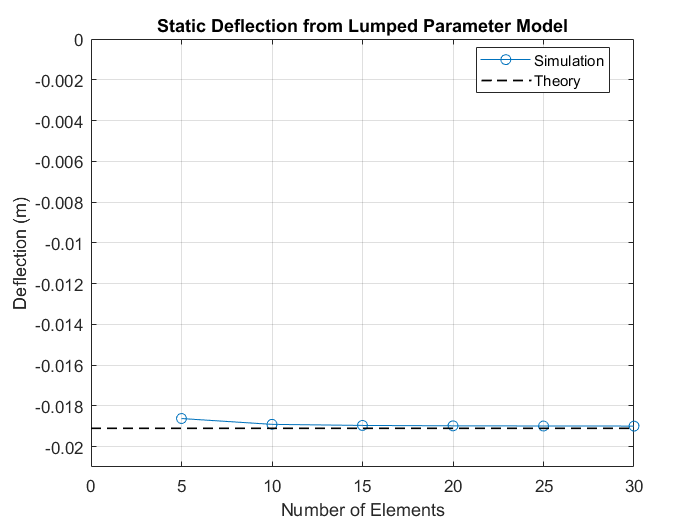 Static Deflection from Lumped Parameter Model
Simulation
Theory
0
-0.002
-0.004
-0.006
-0.008
-0.01
-0.012
-0.014
-0.016
-0.018
-0.02
Deflection (m)
0 5 10 15 20 25 30
Number of Elements